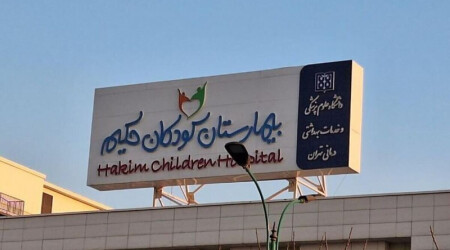 بیمارستان کودکان حکیم
Hakim Children Hospital
دانشگاه علوم پزشکی
و خدمات بهداشتی
درمانی تهران